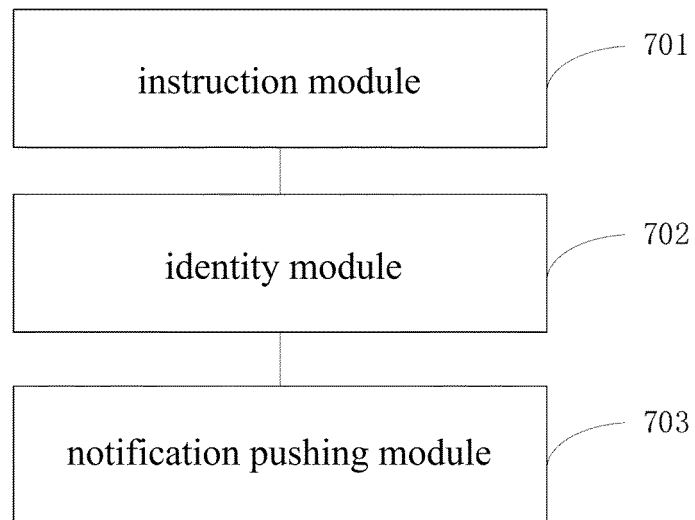 instruction module
701
identity module
702
notification pushing module
703